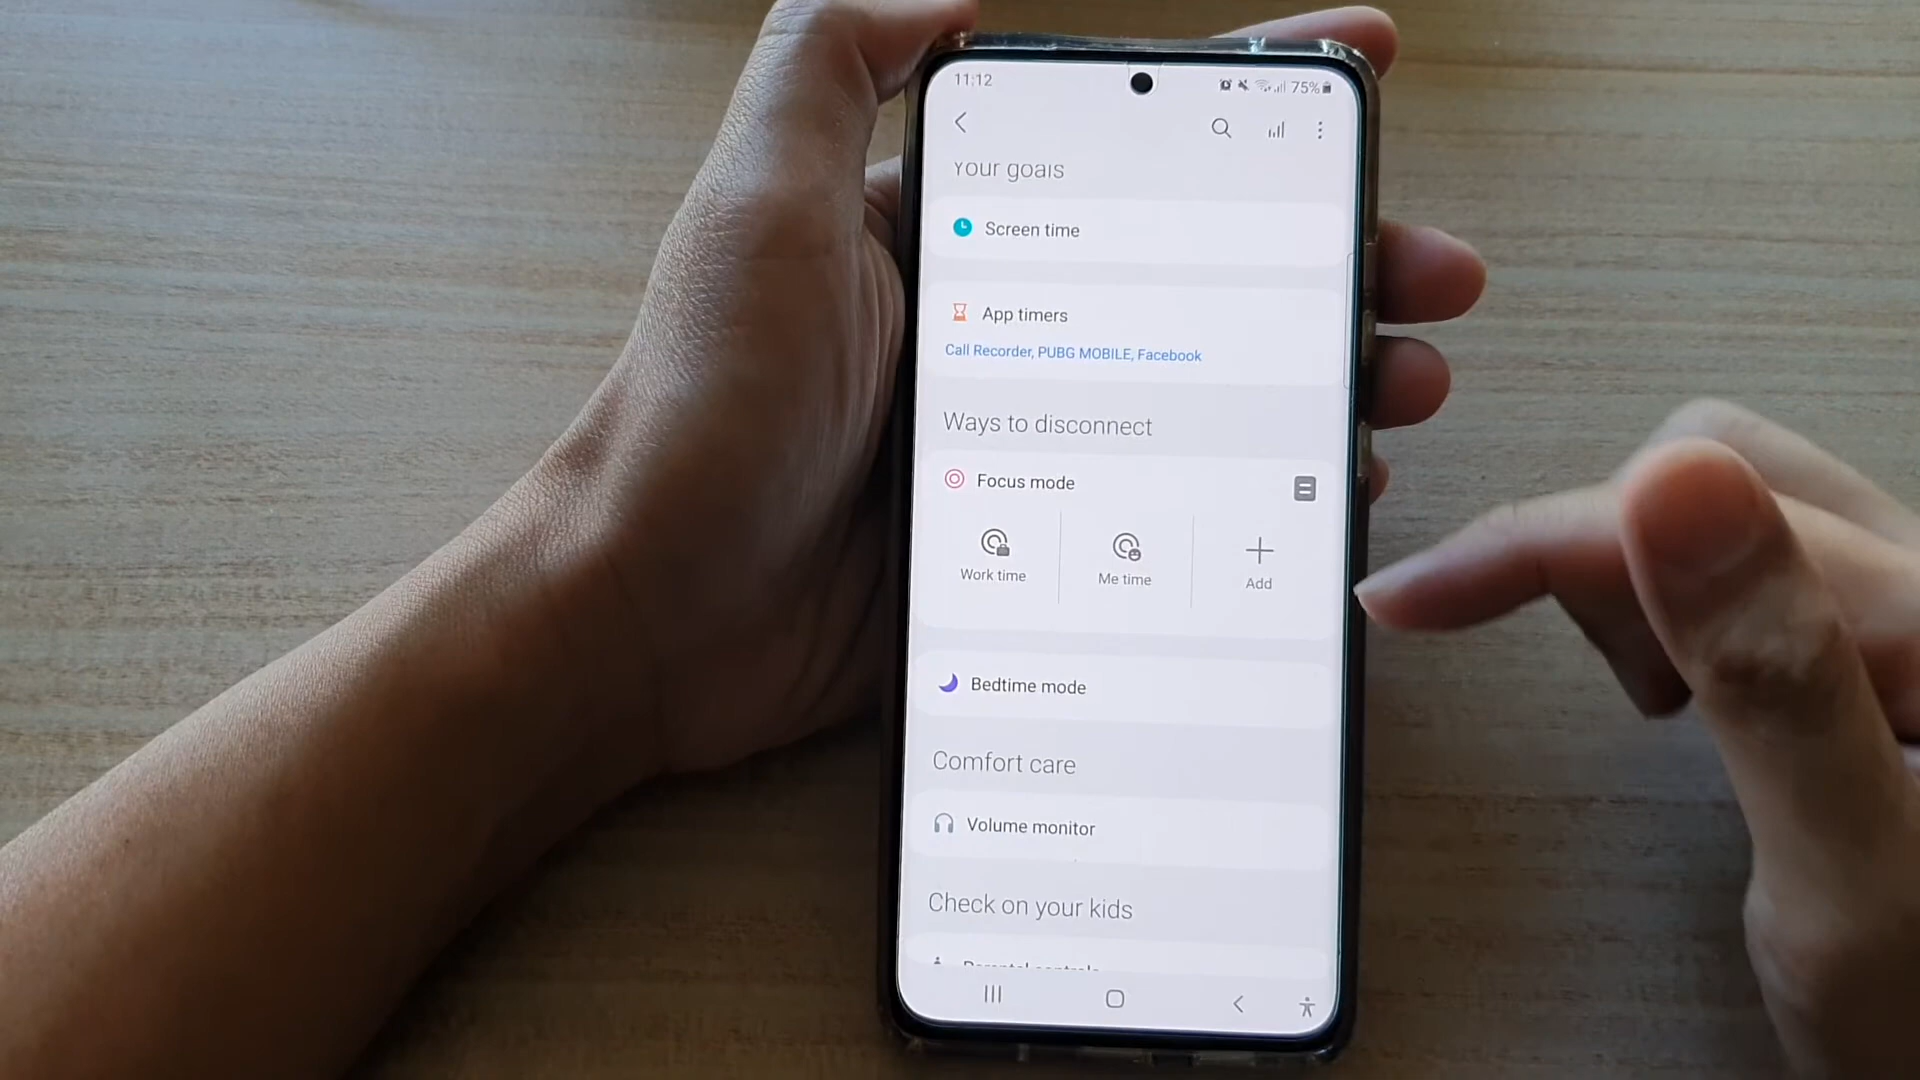 11:12
75%
Your goals
Screen time
App timers
Call Recorder, PUBG MOBILE, Facebook
Ways to disconnect
Focus mode
Work time
Me time
Add
Bedtime mode
Comfort care
Volume monitor
Check on your kids
Parental controls